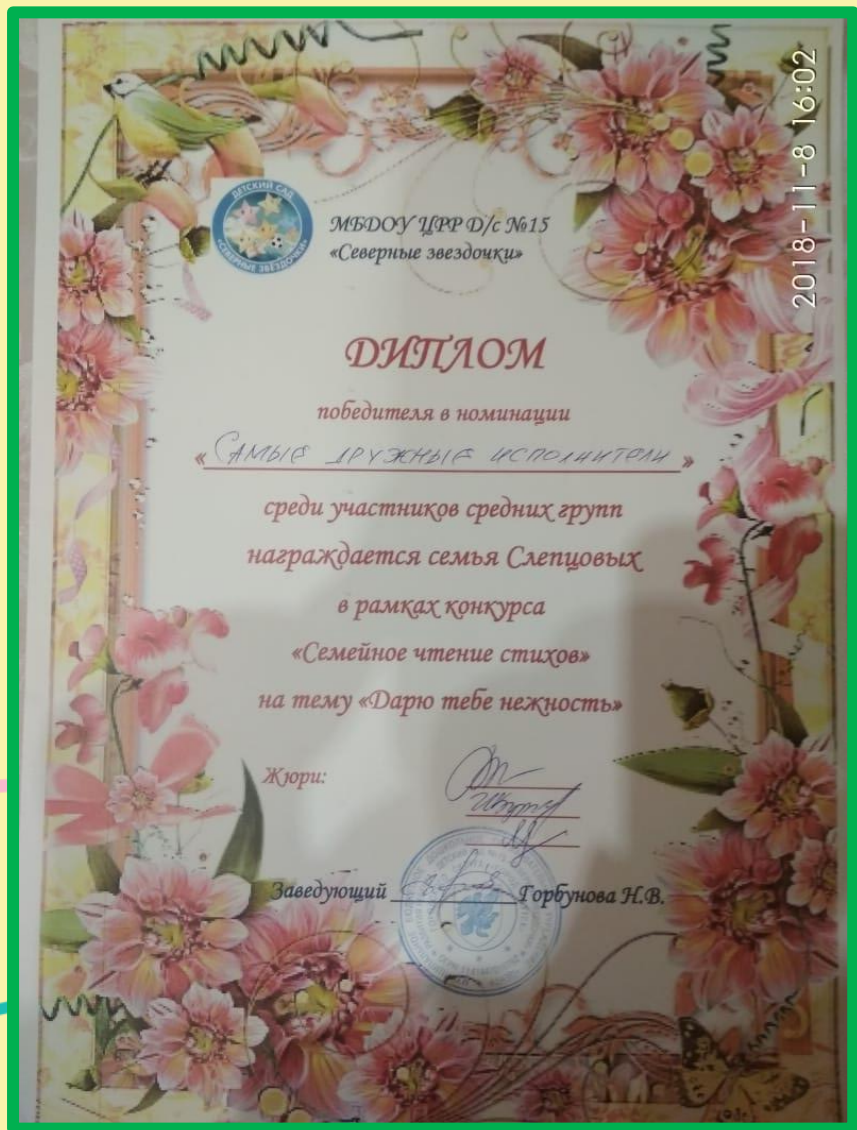 ДЕТСКИЙ САД
«СЕВЕРНЫЕ ЗВЁЗДОЧКИ»
МБДОУ ЦРР Д/с №15
«Северные звездочки»
2018-11-8 16:02
ДИПЛОМ
победителя в номинации
«САМЫЕ ДРУЖНЫЕ ИСПОЛНИТЕЛИ»
среди участников средних групп
награждается семья Слепцовых
в рамках конкурса
«Семейное чтение стихов»
на тему «Дарю тебе нежность»
Жюри:
Заведующий Горбунова Н.В.